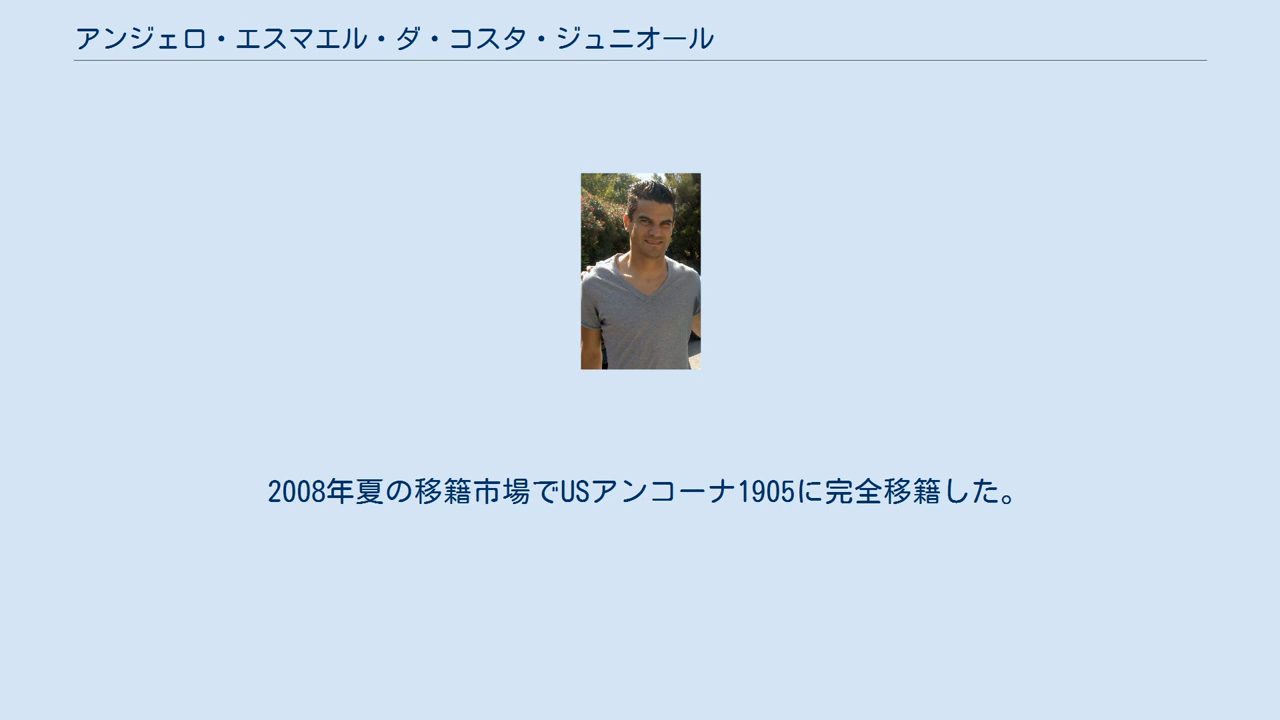 アンジェロ・エスマエル・ダ・コスタ・ジュニオール
2008年夏の移籍市場でUSアンコーナ1905に完全移籍した。